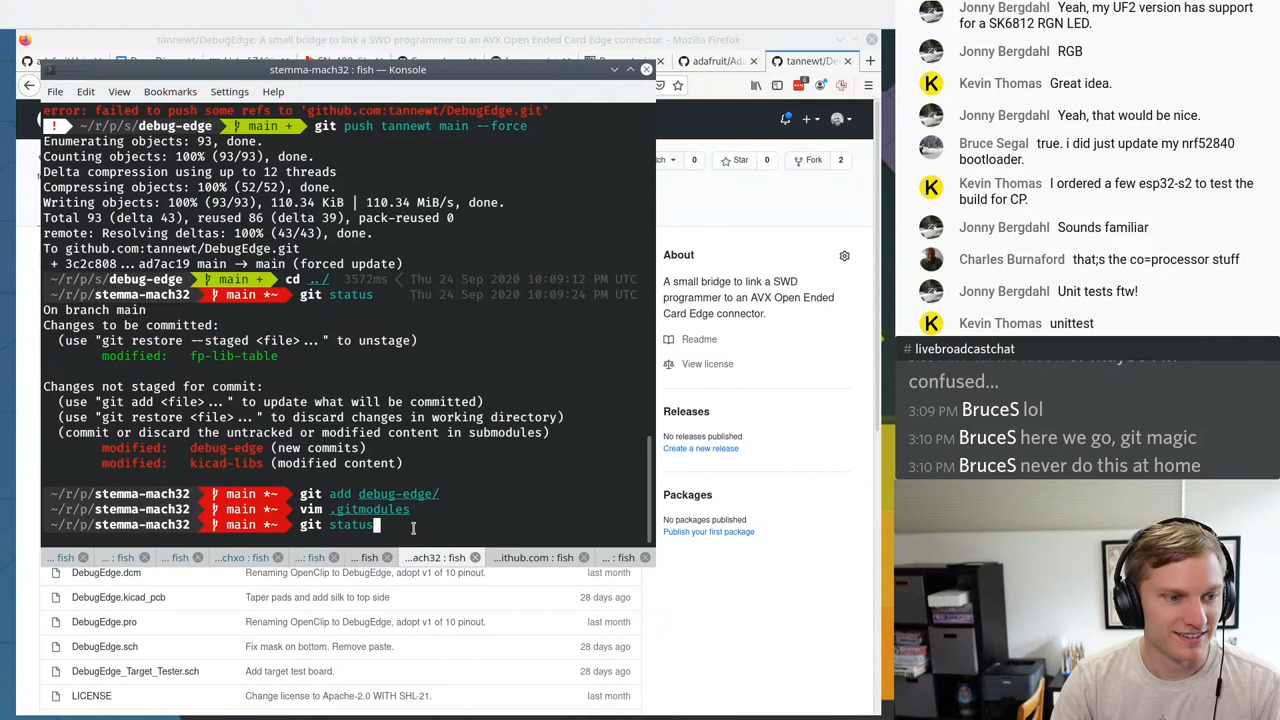 tannewt/DebugEdge: A small bridge to link a SWD programmer to an AVX Open Ended Card Edge connector. - Mozilla Firefox
adafruit/Ada
tannewt/De
stemma-mach32 : fish — Konsole
File Edit View Bookmarks Settings Help
error: failed to push some refs to 'github.com:tannewt/DebugEdge.git'
! ~/r/p/s/debug-edge main + git push tannewt main --force
Enumerating objects: 93, done.
Counting objects: 100% (93/93), done.
Delta compression using up to 12 threads
Compressing objects: 100% (52/52), done.
Writing objects: 100% (93/93), 110.34 KiB | 110.34 MiB/s, done.
Total 93 (delta 43), reused 86 (delta 39), pack-reused 0
remote: Resolving deltas: 100% (43/43), done.
To github.com:tannewt/DebugEdge.git
+ 3c2c808...ad7ac19 main → main (forced update)
~/r/p/s/debug-edge main + cd ../ 3572ms < Thu 24 Sep 2020 10:09:12 PM UTC
~/r/p/stemma-mach32 main *~ git status Thu 24 Sep 2020 10:09:24 PM UTC
On branch main
Changes to be committed:
(use "git restore --staged <file>..." to unstage)
modified: fp-lib-table
Changes not staged for commit:
(use "git add <file>..." to update what will be committed)
(use "git restore <file>..." to discard changes in working directory)
(commit or discard the untracked or modified content in submodules)
modified: debug-edge (new commits)
modified: kicad-libs (modified content)
~/r/p/stemma-mach32 main *~ git add debug-edge/
~/r/p/stemma-mach32 main *~ vim .gitmodules
~/r/p/stemma-mach32 main *~ git status
fish : fish : fish ...chxo : fish : fish fish ...ach32 : fish ...ithub.com : fish : fish
DebugEdge.dcm Renaming OpenClip to DebugEdge, adopt v1 of 10 pinout. last month
DebugEdge.kicad_pcb Taper pads and add silk to top side 28 days ago
DebugEdge.pro Renaming OpenClip to DebugEdge, adopt v1 of 10 pinout. last month
DebugEdge.sch Fix mask on bottom. Remove paste. 28 days ago
DebugEdge_Target_Tester.sch Add target test board. 28 days ago
LICENSE Change license to Apache-2.0 WITH SHL-21. last month
0 Star 0 Fork 2
About
A small bridge to link a SWD
programmer to an AVX Open Ended
Card Edge connector.
Readme
View license
Releases
No releases published
Create a new release
Packages
No packages published
Publish your first package
Jonny Bergdahl Yeah, my UF2 version has support
for a SK6812 RGN LED.
Jonny Bergdahl RGB
Kevin Thomas Great idea.
Jonny Bergdahl Yeah, that would be nice.
Bruce Segal true. i did just update my nrf52840
bootloader.
Kevin Thomas I ordered a few esp32-s2 to test the
build for CP.
Jonny Bergdahl Sounds familiar
Charles Burnaford that;s the co=processor stuff
Jonny Bergdahl Unit tests ftw!
Kevin Thomas unittest
# livebroadcastchat
confused...
3:09 PM BruceS lol
3:10 PM BruceS here we go, git magic
3:10 PM BruceS never do this at home